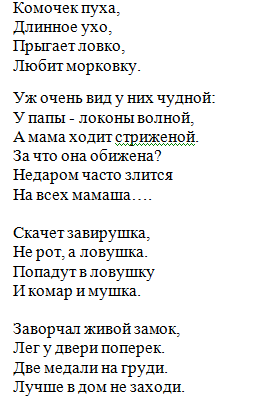 Комочек пуха,
Длинное ухо,
Прыгает ловко,
Любит морковку.
Уж очень вид у них чудной:
У папы - локоны волной,
А мама ходит стриженой.
За что она обижена?
Недаром часто злится
На всех мамаша….
Скачет завирушка,
Не рот, а ловушка.
Попадут в ловушку
И комар и мушка.
Заворчал живой замок,
Лег у двери поперек.
Две медали на груди.
Лучше в дом не заходи.